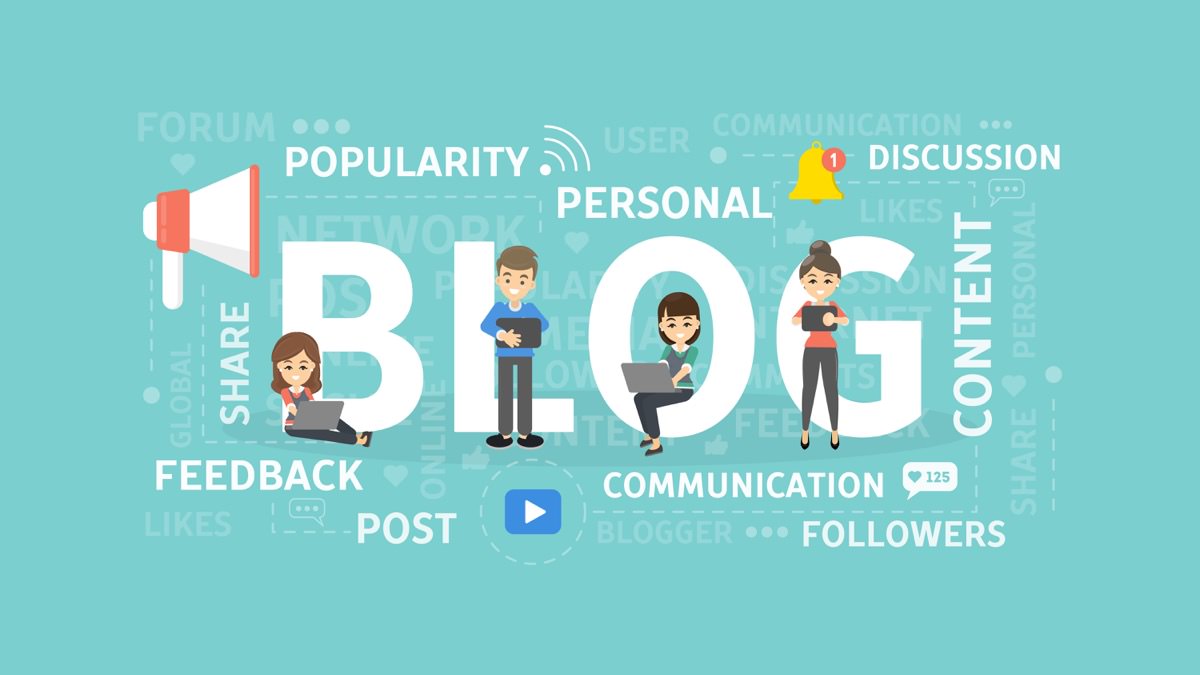 FORUM
COMMUNICATION
USER
POPULARITY
DISCUSSION
1
PERSONAL
LIKES
NETWORK
BLOG
CONTENT
PERSONAL
SHARE
GLOBAL
SHARE
ONLINE
FEEDBACK
COMMUNICATION
125
LIKES
POST
BLOGGER
FOLLOWERS